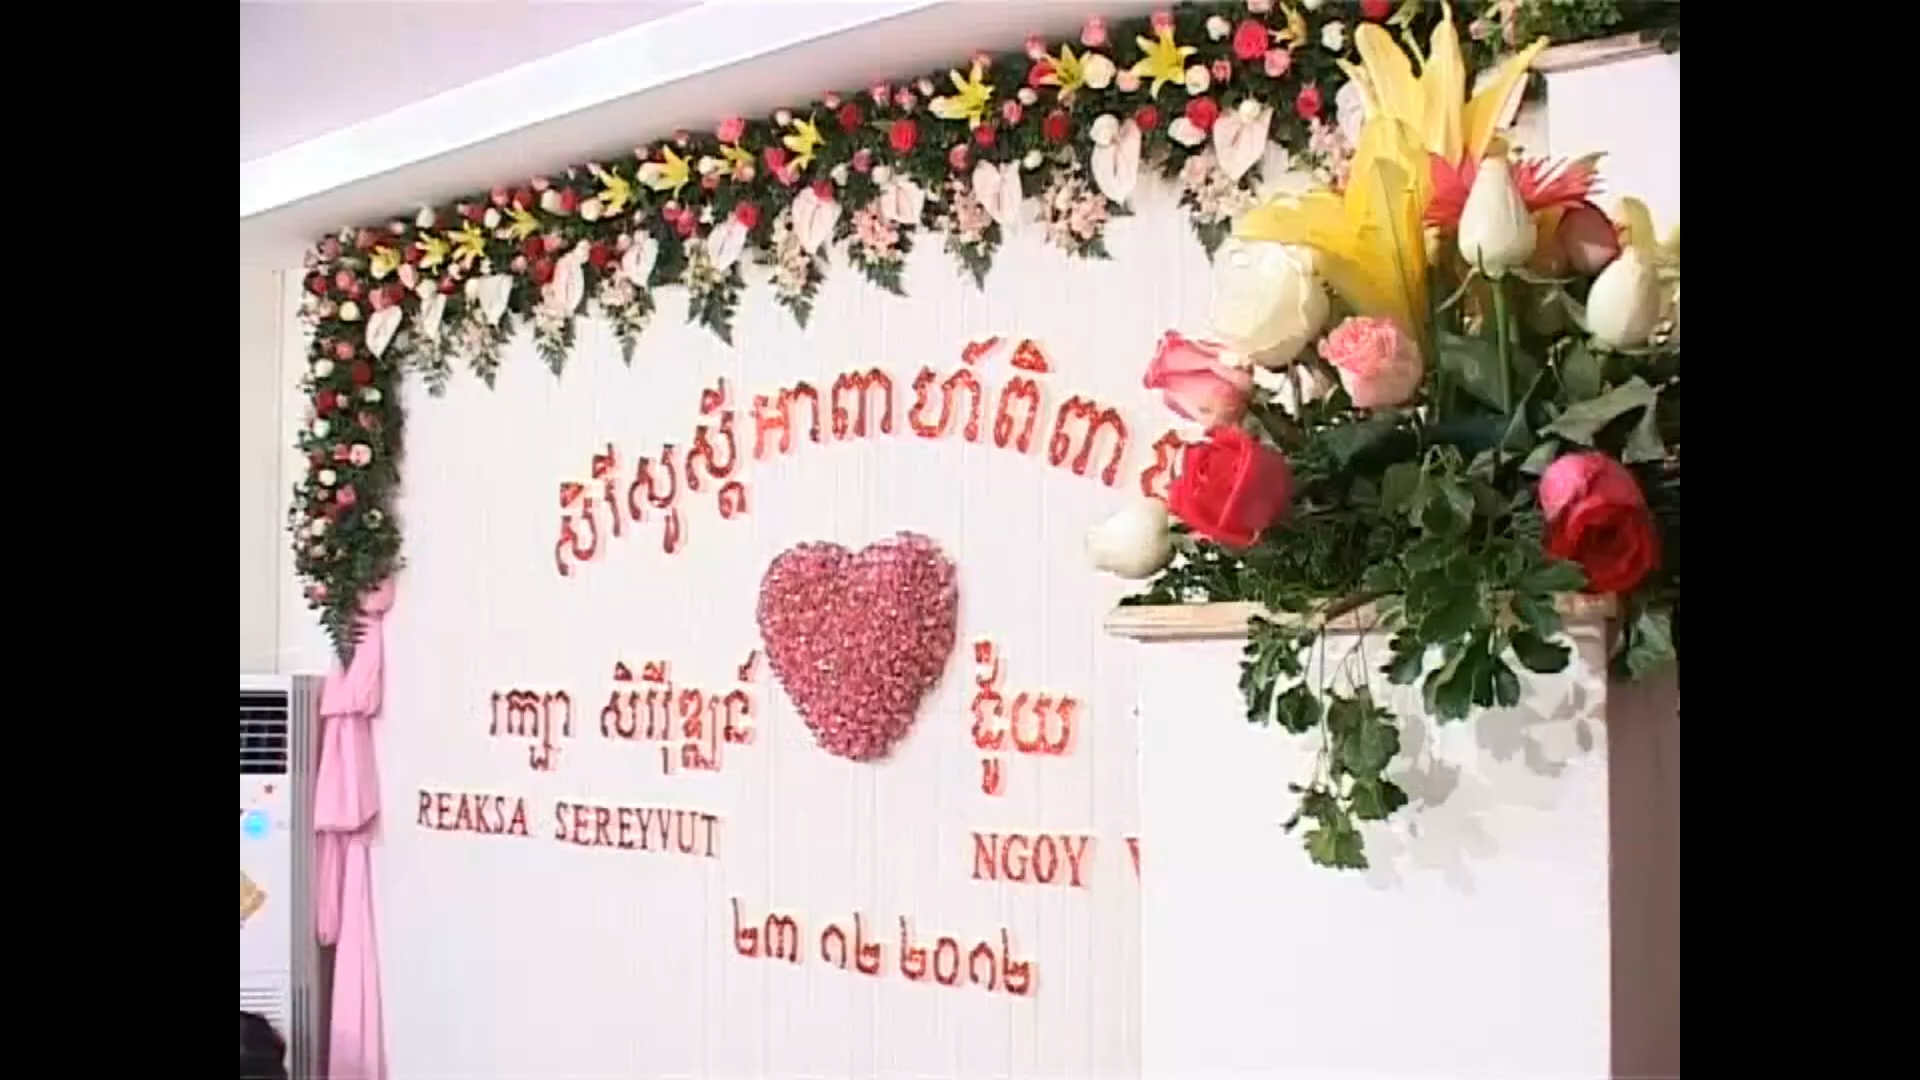 សិរីសួស្តីអាពាហ៍ពិពា
រក្សា សិរីវុឌ្ឍន៍
ង៉ូយ
REAKSA SEREYVUT
NGOY
២៣ ១២ ២០១២